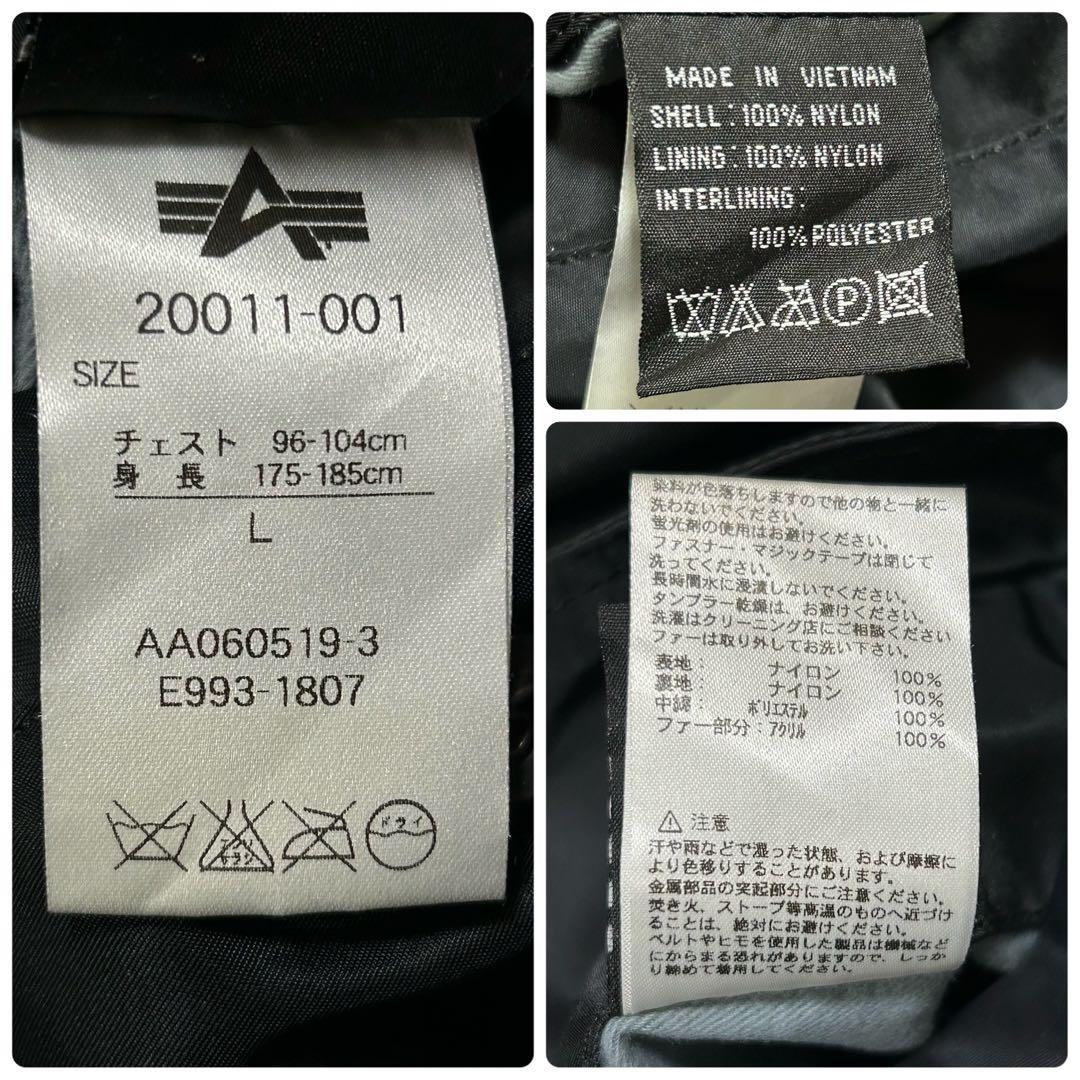 20011-001
SIZE
チェスト 96-104cm
身 長 175-185cm
L
AA060519-3
E993-1807
エンソ
サラシ
ドライ
MADE IN VIETNAM
SHELL: 100% NYLON
LINING: 100% NYLON
INTERLINING:
100% POLYESTER
P
染料が色落ちしますので他の物と一緒に
洗わないでください。
蛍光剤の使用はお避けください。
ファスナー・マジックテープは閉じて
洗ってください。
長時間水に浸漬しないでください。
タンブラー乾燥は、お避けください。
洗濯はクリーニング店にご相談ください
ファーは取り外してお洗い下さい。
表地: ナイロン 100%
裏地: ナイロン 100%
中綿: ポリエステル 100%
ファー部分:アクリル 100%
⚠ 注意
汗や雨などで湿った状態、および摩擦に
より色移りすることがあります。
金属部品の突起部分にご注意ください。
焚き火、ストーブ等高温のものへ近づけ
ることは、絶対にお避けください。
ベルトやヒモを使用した製品は機械など
にからまる恐れがありますので、しっか
り締めて着用してください。